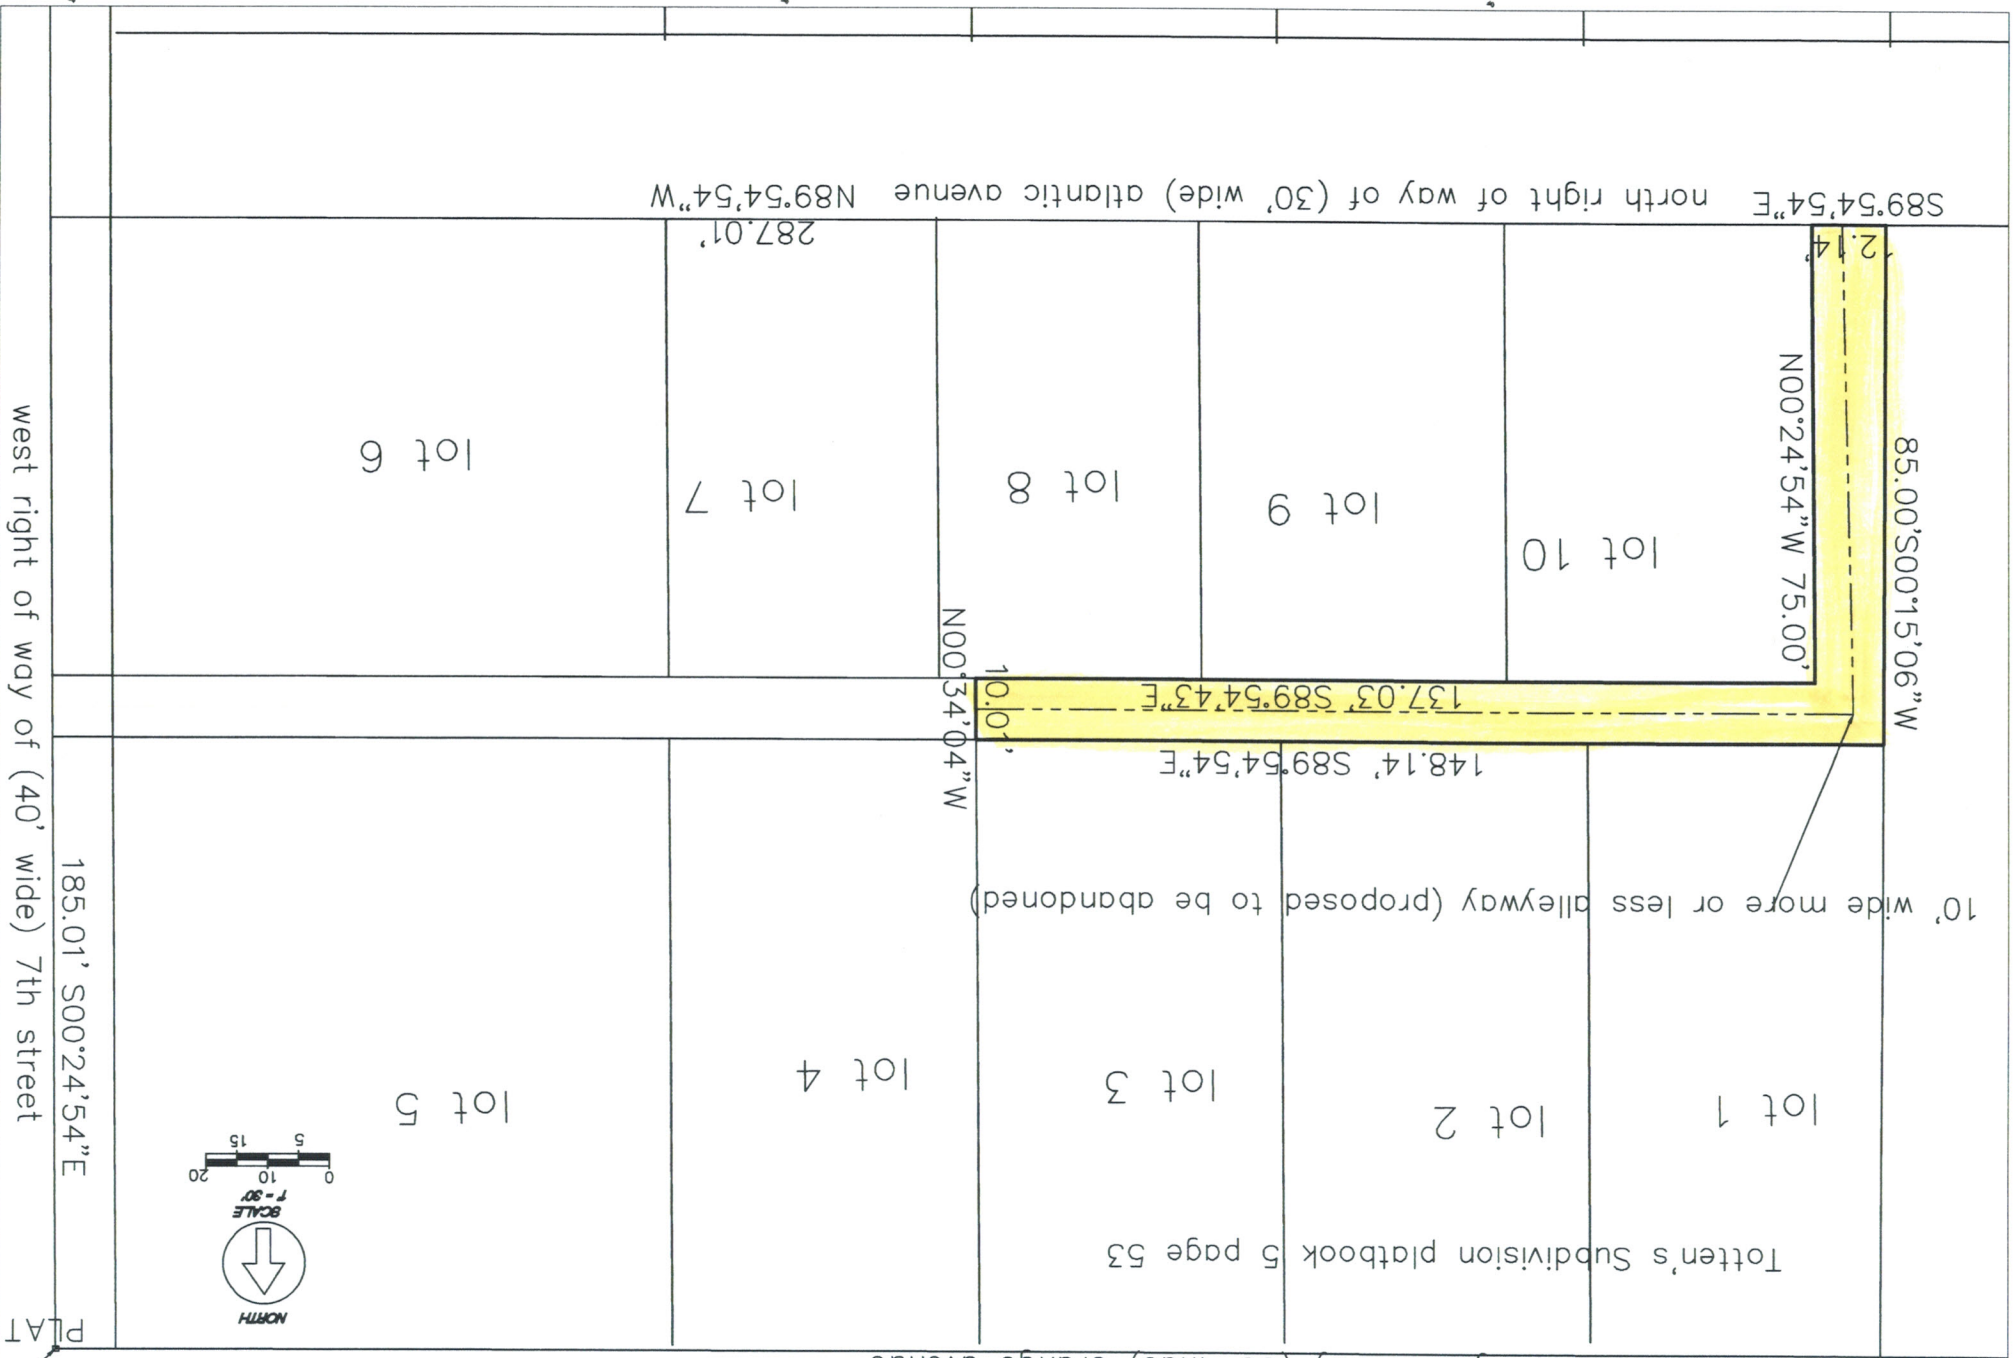 PLAT
NORTH
SCALE
1" = 30'
0 10 20
5 15
Totten's Subdivision platbook 5 page 53
lot 1
lot 2
lot 3
lot 4
lot 5
185.01' S00°24'54"E
west right of way of (40' wide) 7th street
10' wide more or less alleyway (proposed to be abandoned)
148.14' S89°54'54"E
137.03' S89°54'43"E
10.01'
N00°34'04"W
85.00' S00°15'06"W
N00°24'54"W 75.00'
lot 10
lot 9
lot 8
lot 7
lot 6
12.14'
287.01'
S89°54'54"E north right of way of (30' wide) atlantic avenue N89°54'54"W